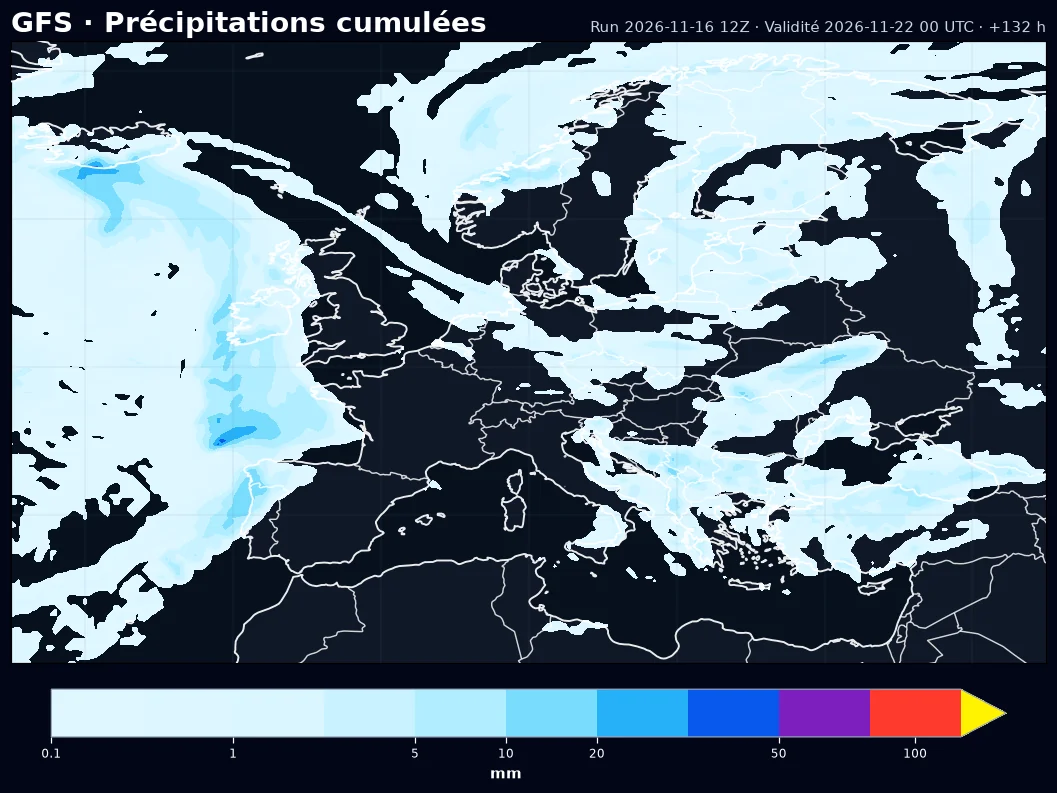 GFS · Précipitations cumulées
Run 2026-11-16 12Z · Validité 2026-11-22 00 UTC · +132 h
0.1 1 5 10 20 50 100
mm